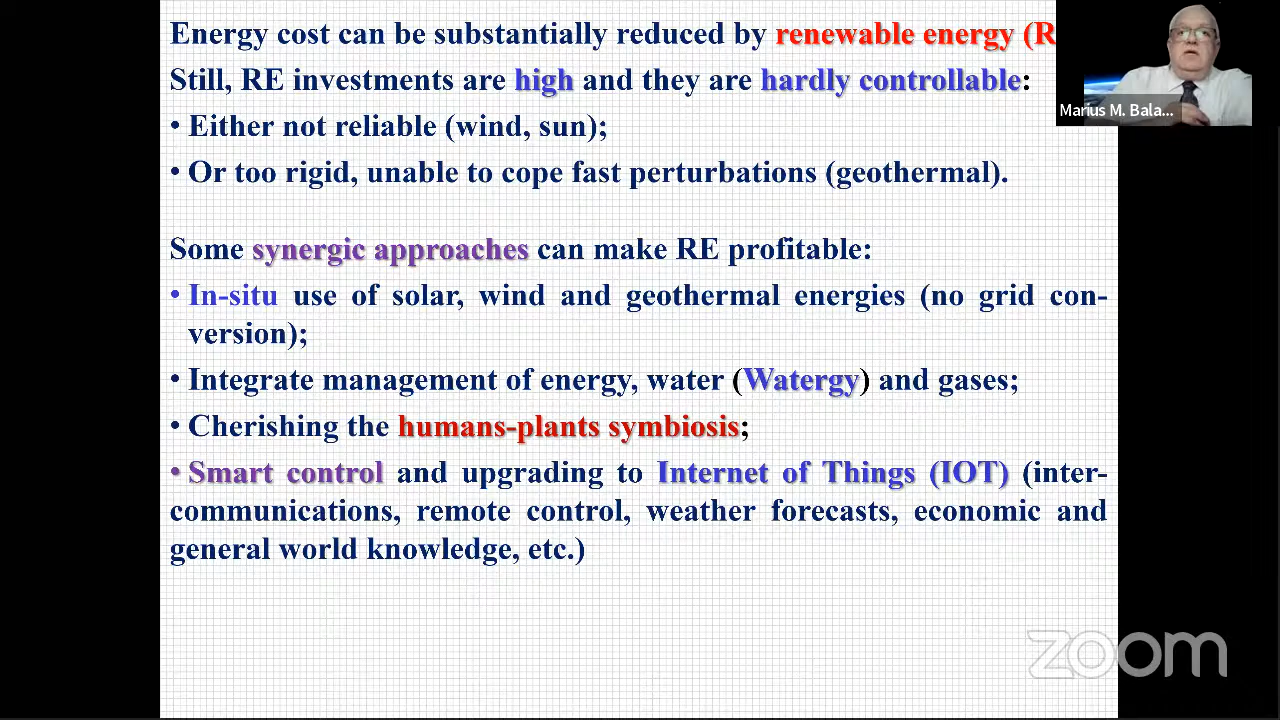 Energy cost can be substantially reduced by renewable energy (R
Still, RE investments are high and they are hardly controllable:
• Either not reliable (wind, sun);
• Or too rigid, unable to cope fast perturbations (geothermal).
Some synergic approaches can make RE profitable:
• In-situ use of solar, wind and geothermal energies (no grid con-
version);
• Integrate management of energy, water (Watergy) and gases;
• Cherishing the humans-plants symbiosis;
• Smart control and upgrading to Internet of Things (IOT) (inter-
communications, remote control, weather forecasts, economic and
general world knowledge, etc.)
Marius M. Bala...
zoom